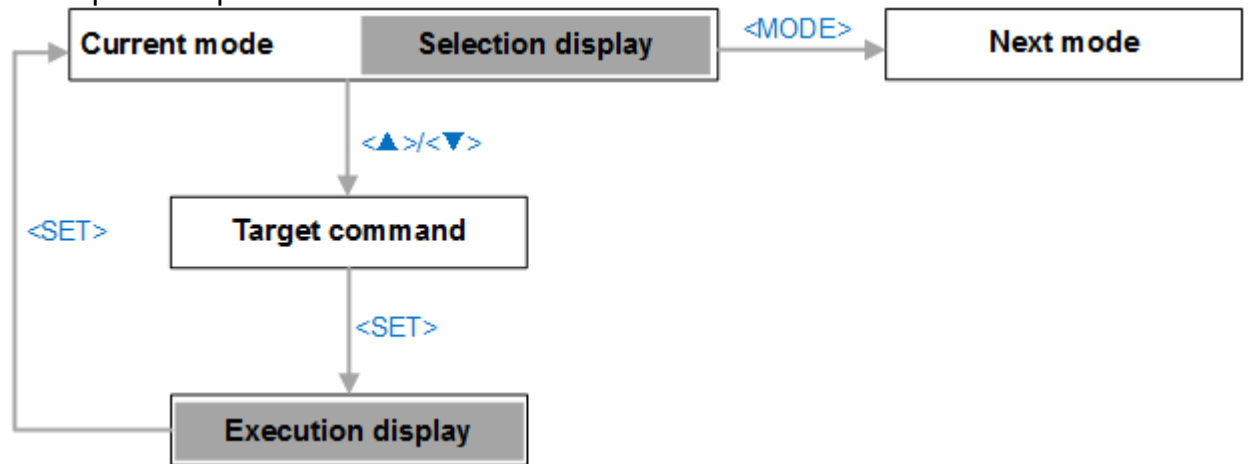 Current mode
Selection display
<MODE>
Next mode
<▲>/<▼>
<SET>
Target command
<SET>
Execution display